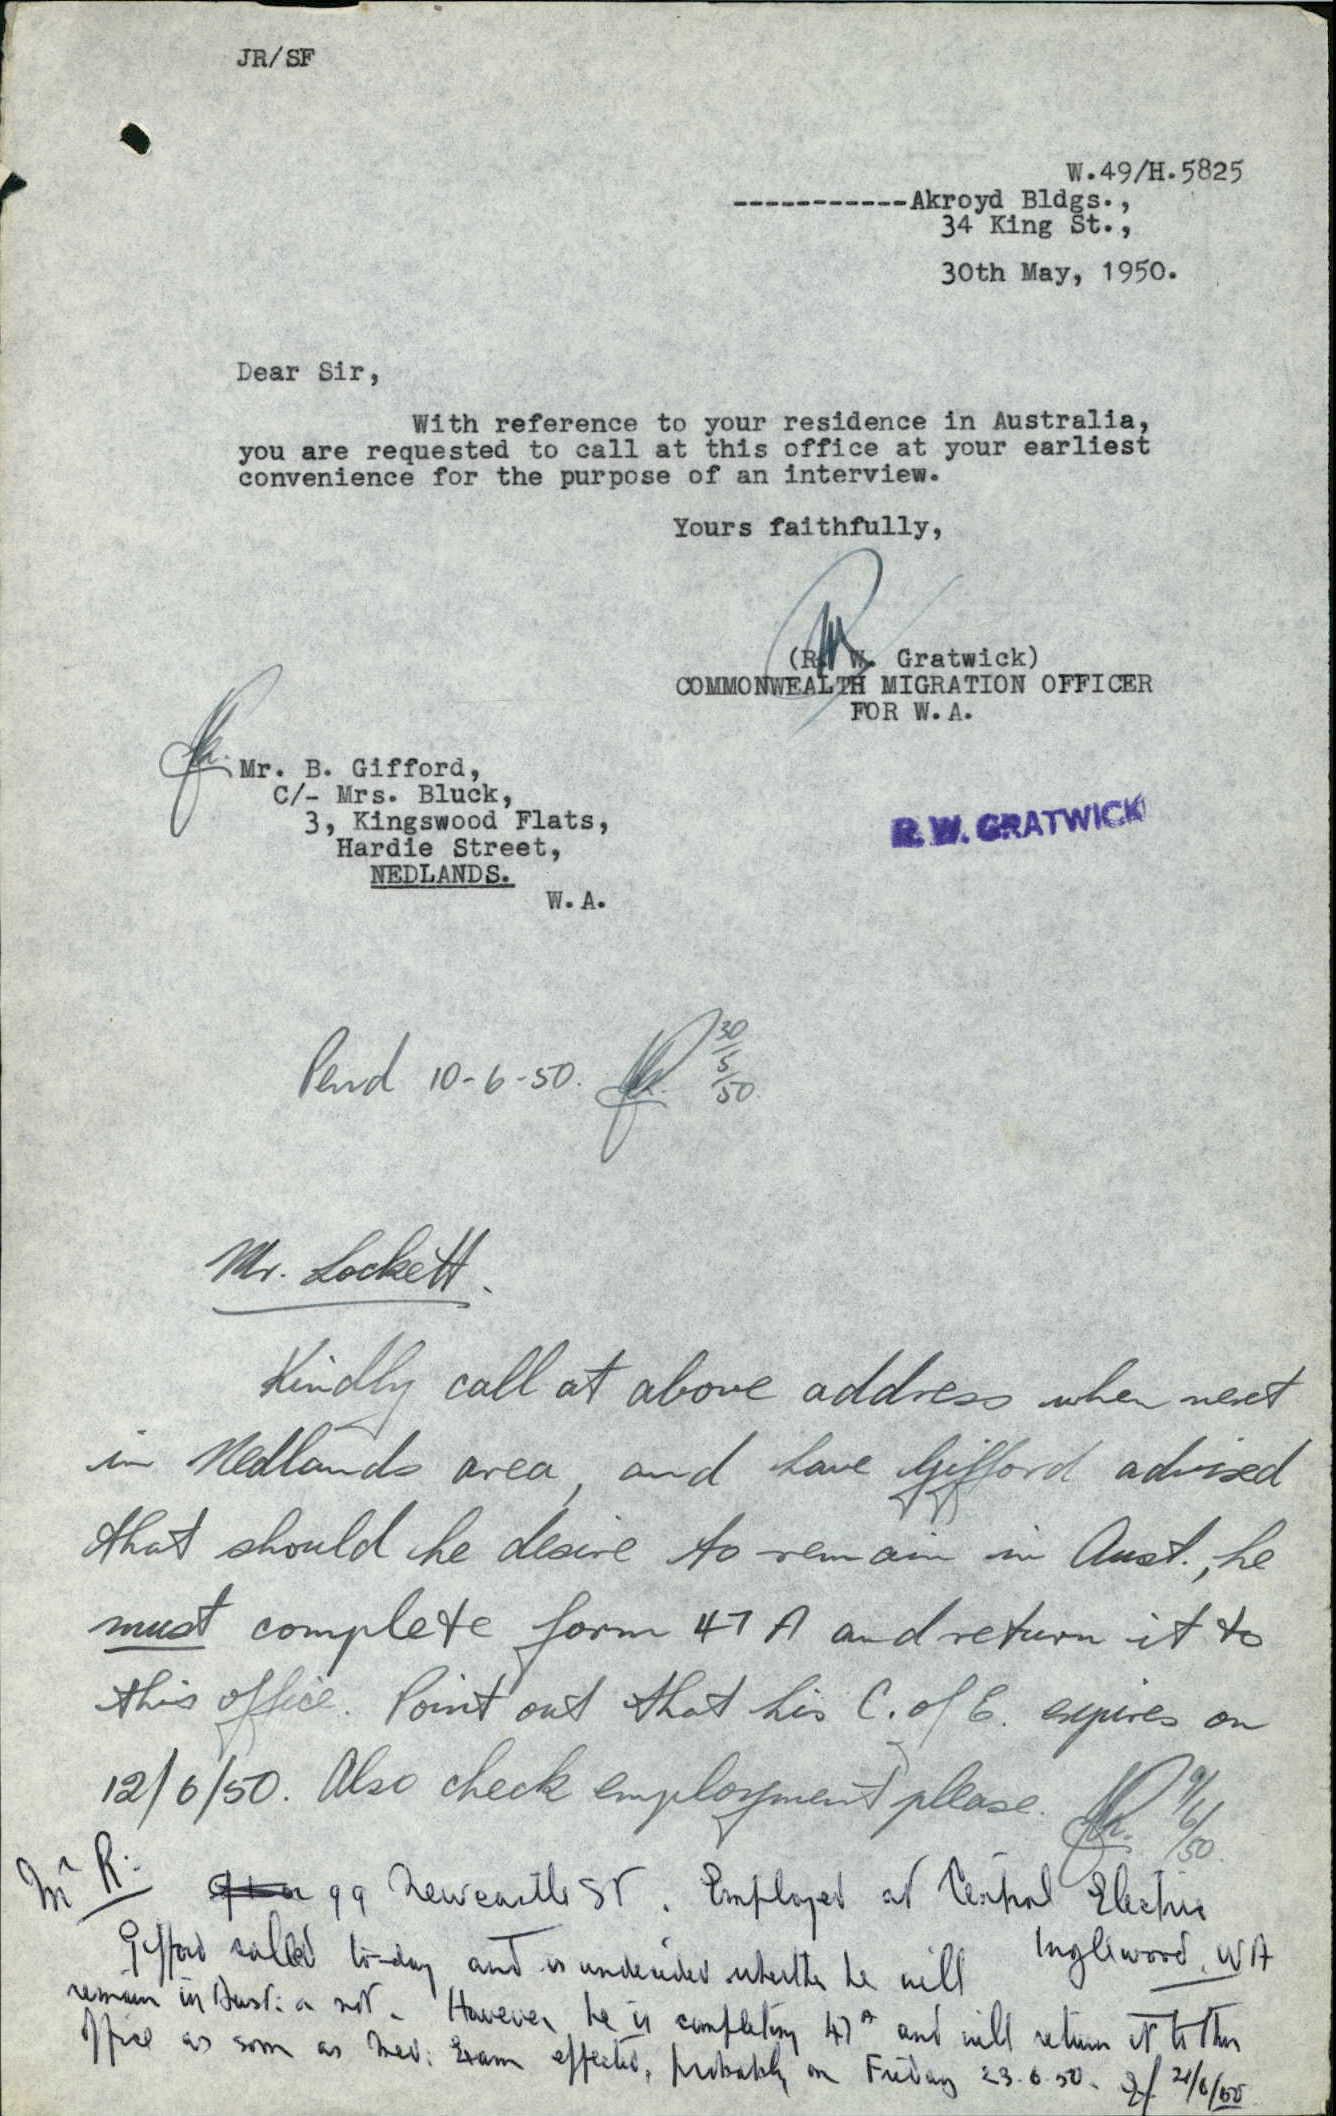 JR/SF
W.49/H.5825
-----------Akroyd Bldgs.,
34 King St.,
30th May, 1950.
Dear Sir,
With reference to your residence in Australia,
you are requested to call at this office at your earliest
convenience for the purpose of an interview.
Yours faithfully,
(R. W. Gratwick)
COMMONWEALTH MIGRATION OFFICER
FOR W.A.
Mr. B. Gifford,
C/- Mrs. Bluck,
3, Kingswood Flats,
Hardie Street,
NEDLANDS.
W.A.
R. W. GRATWICK
Pend 10-6-50. 30/5/50.
Mr. Lockett.
Kindly call at above address when next
in Nedlands area, and have Gifford advised
that should he desire to remain in Aust., he
must complete form 47A and return it to
this office. Point out that his C. of E. expires on
12/6/50. Also check employment please. 9/6/50.
Mr R:
99 Newcastle St. Employed at Central Electric
Inglewood, WA
Gifford called to-day and is undecided whether he will
remain in Aust: or not. However he is completing 47A and will return it to this
office as soon as Med: Exam effected, probably on Friday 23.6.50. 21/6/50